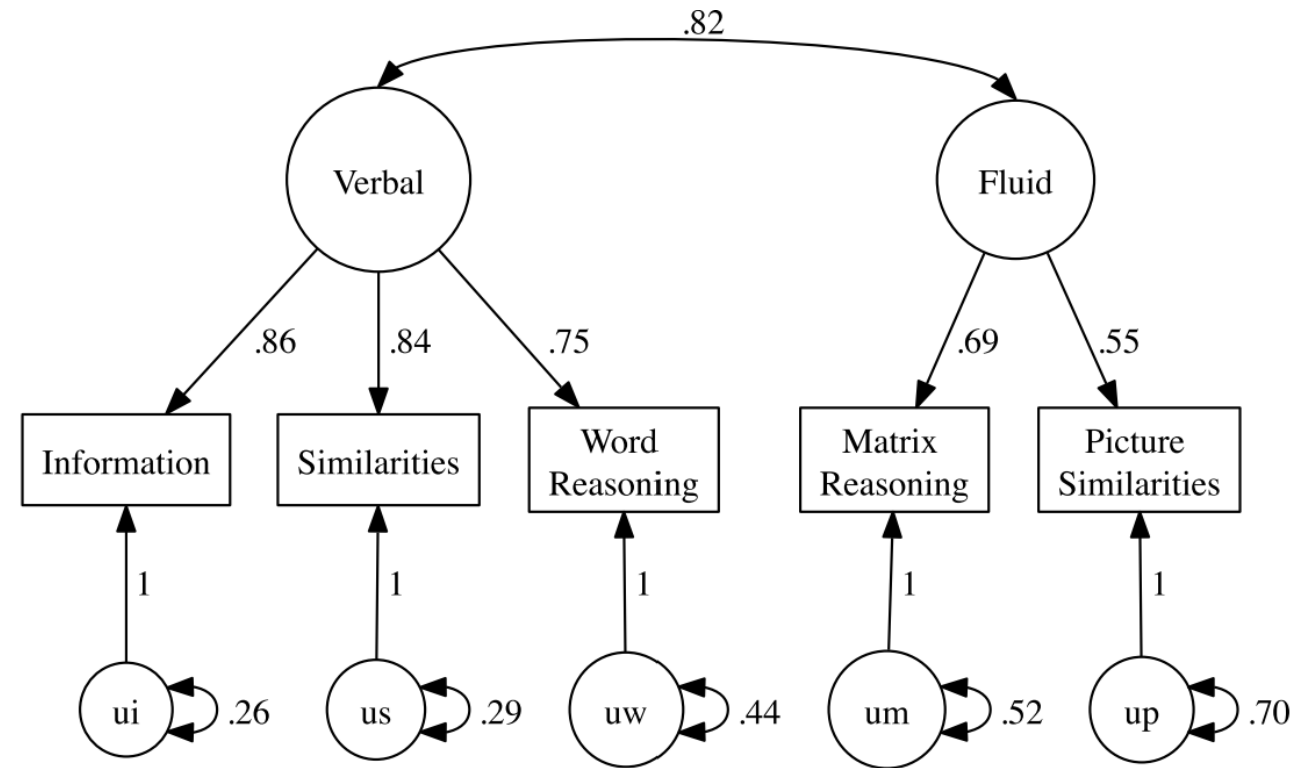 .82
Verbal
Fluid
.86
.84
.75
.69
.55
Information
Similarities
Word
Reasoning
Matrix
Reasoning
Picture
Similarities
1
1
1
1
1
ui
.26
us
.29
uw
.44
um
.52
up
.70